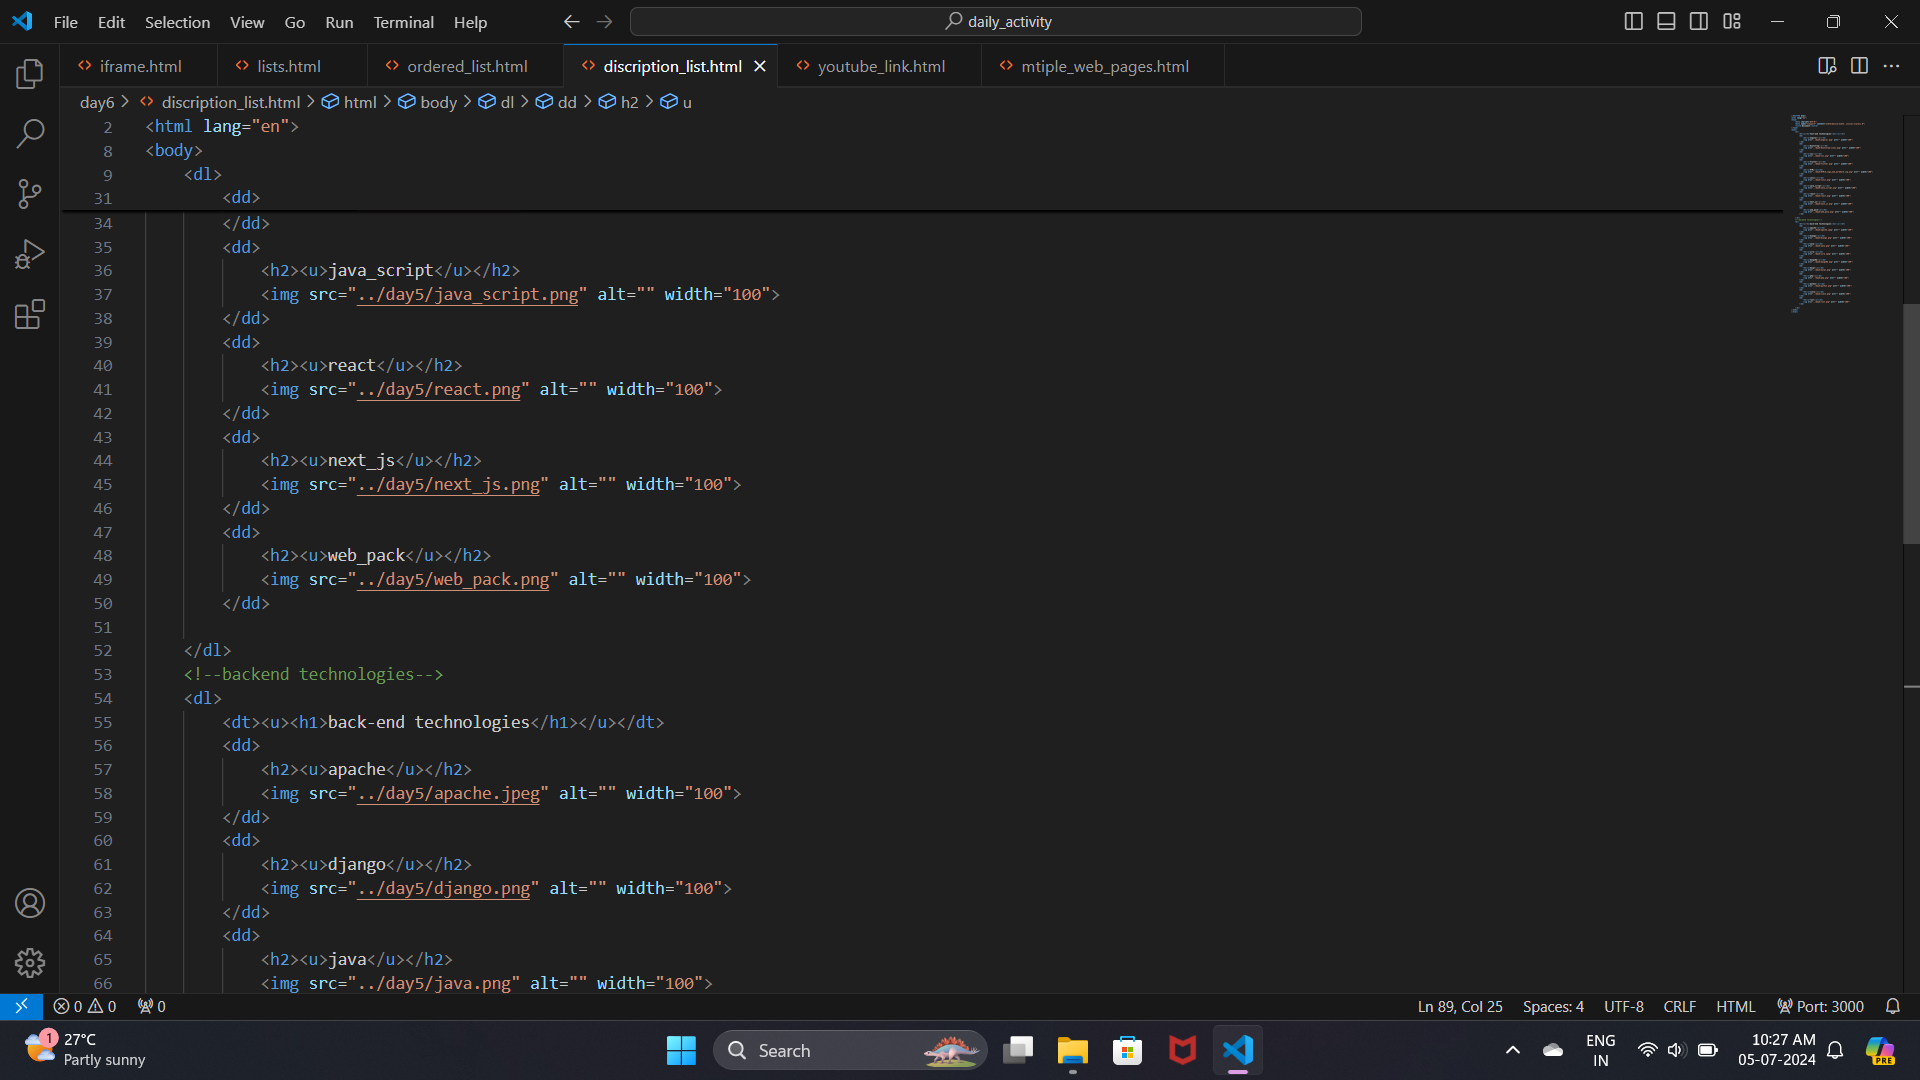 File Edit Selection View Go Run Terminal Help daily_activity
iframe.html lists.html ordered_list.html discription_list.html youtube_link.html mtiple_web_pages.html
day6 > discription_list.html > html > body > dl > dd > h2 > u
2 <html lang="en">
8 <body>
9 <dl>
31 <dd>
34 </dd>
35 <dd>
36 <h2><u>java_script</u></h2>
37 <img src="../day5/java_script.png" alt="" width="100">
38 </dd>
39 <dd>
40 <h2><u>react</u></h2>
41 <img src="../day5/react.png" alt="" width="100">
42 </dd>
43 <dd>
44 <h2><u>next_js</u></h2>
45 <img src="../day5/next_js.png" alt="" width="100">
46 </dd>
47 <dd>
48 <h2><u>web_pack</u></h2>
49 <img src="../day5/web_pack.png" alt="" width="100">
50 </dd>
51
52 </dl>
53 <!--backend technologies-->
54 <dl>
55 <dt><u><h1>back-end technologies</h1></u></dt>
56 <dd>
57 <h2><u>apache</u></h2>
58 <img src="../day5/apache.jpeg" alt="" width="100">
59 </dd>
60 <dd>
61 <h2><u>django</u></h2>
62 <img src="../day5/django.png" alt="" width="100">
63 </dd>
64 <dd>
65 <h2><u>java</u></h2>
66 <img src="../day5/java.png" alt="" width="100">
0 0 0 Ln 89, Col 25 Spaces: 4 UTF-8 CRLF HTML Port: 3000
1 27°C
Partly sunny
Search
ENG
IN
10:27 AM
05-07-2024
PRE